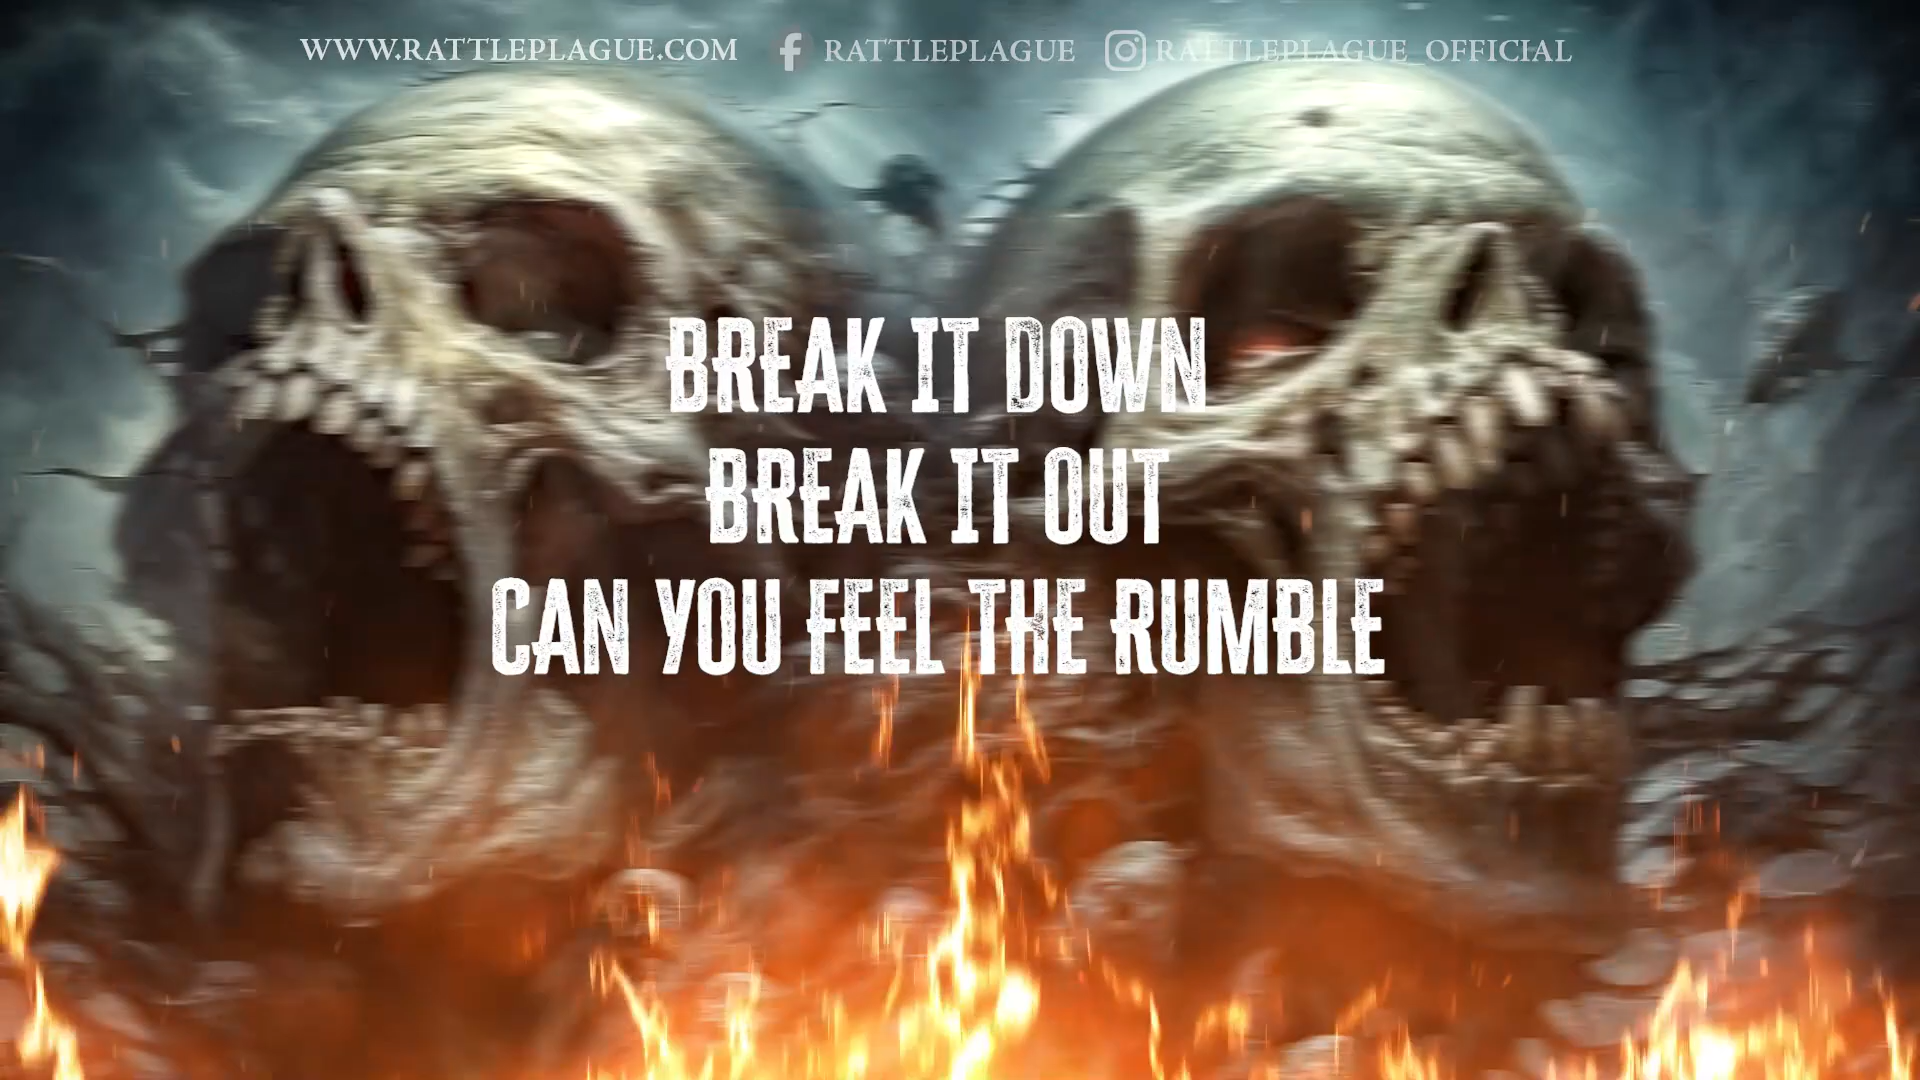 WWW.RATTLEPLAGUE.COM RATTLEPLAGUE RATTLEPLAGUE_OFFICIAL
BREAK IT DOWN
BREAK IT OUT
CAN YOU FEEL THE RUMBLE